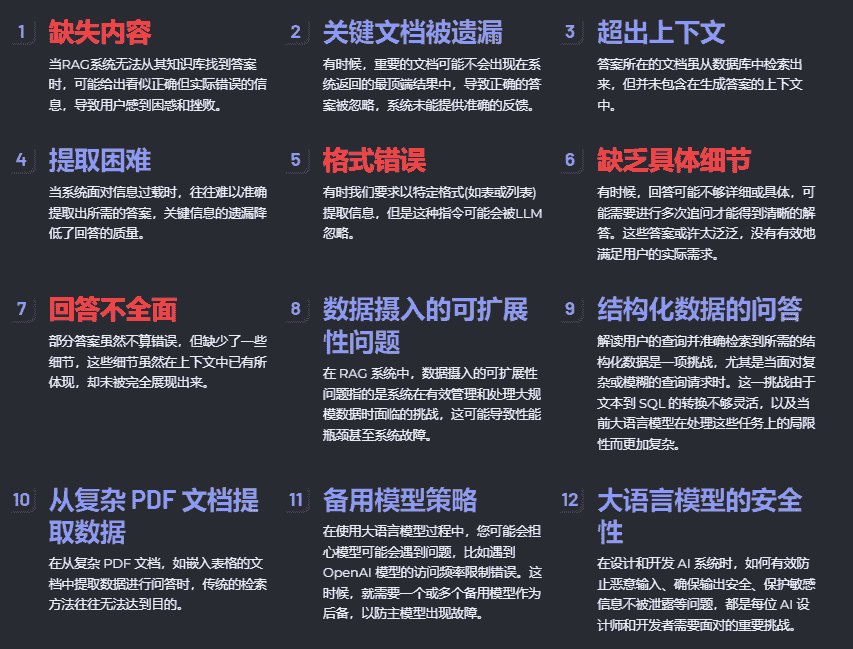 1 缺失内容
当RAG系统无法从其知识库找到答案
时，可能给出看似正确但实际错误的信
息，导致用户感到困惑和挫败。
2 关键文档被遗漏
有时候，重要的文档可能不会出现在系
统返回的最顶端结果中，导致正确的答
案被忽略，系统未能提供准确的反馈。
3 超出上下文
答案所在的文档虽从数据库中检索出
来，但并未包含在生成答案的上下文
中。
4 提取困难
当系统面对信息过载时，往往难以准确
提取出所需的答案，关键信息的遗漏降
低了回答的质量。
5 格式错误
有时我们要求以特定格式(如表或列表)
提取信息，但是这种指令可能会被LLM
忽略。
6 缺乏具体细节
有时候，回答可能不够详细或具体，可
能需要进行多次追问才能得到清晰的解
答。这些答案或许太泛泛，没有有效地
满足用户的实际需求。
7 回答不全面
部分答案虽然不算错误，但缺少了一些
细节，这些细节虽然在上下文中已有所
体现，却未被完全展现出来。
8 数据摄入的可扩展
性问题
在 RAG 系统中，数据摄入的可扩展性
问题指的是系统在有效管理和处理大规
模数据时面临的挑战，这可能导致性能
瓶颈甚至系统故障。
9 结构化数据的问答
解读用户的查询并准确检索到所需的结
构化数据是一项挑战，尤其是当面对复
杂或模糊的查询请求时。这一挑战由于
文本到 SQL 的转换不够灵活，以及当
前大语言模型在处理这些任务上的局限
性而更加复杂。
10 从复杂 PDF 文档提
取数据
在从复杂 PDF 文档，如嵌入表格的文
档中提取数据进行问答时，传统的检索
方法往往无法达到目的。
11 备用模型策略
在使用大语言模型过程中，您可能会担
心模型可能会遇到问题，比如遇到
OpenAI 模型的访问频率限制错误。这
时候，就需要一个或多个备用模型作为
后备，以防主模型出现故障。
12 大语言模型的安全
性
在设计和开发 AI 系统时，如何有效防
止恶意输入、确保输出安全、保护敏感
信息不被泄露等问题，都是每位 AI 设
计师和开发者需要面对的重要挑战。